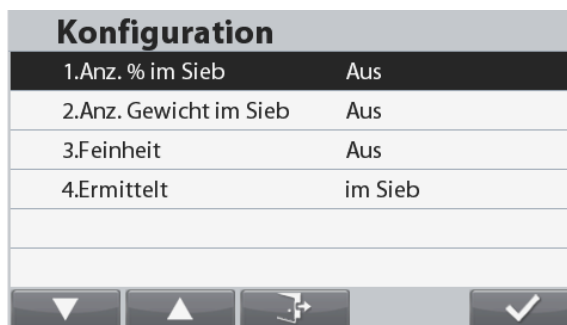 Konfiguration
1.Anz. % im Sieb Aus
2.Anz. Gewicht im Sieb Aus
3.Feinheit Aus
4.Ermittelt im Sieb